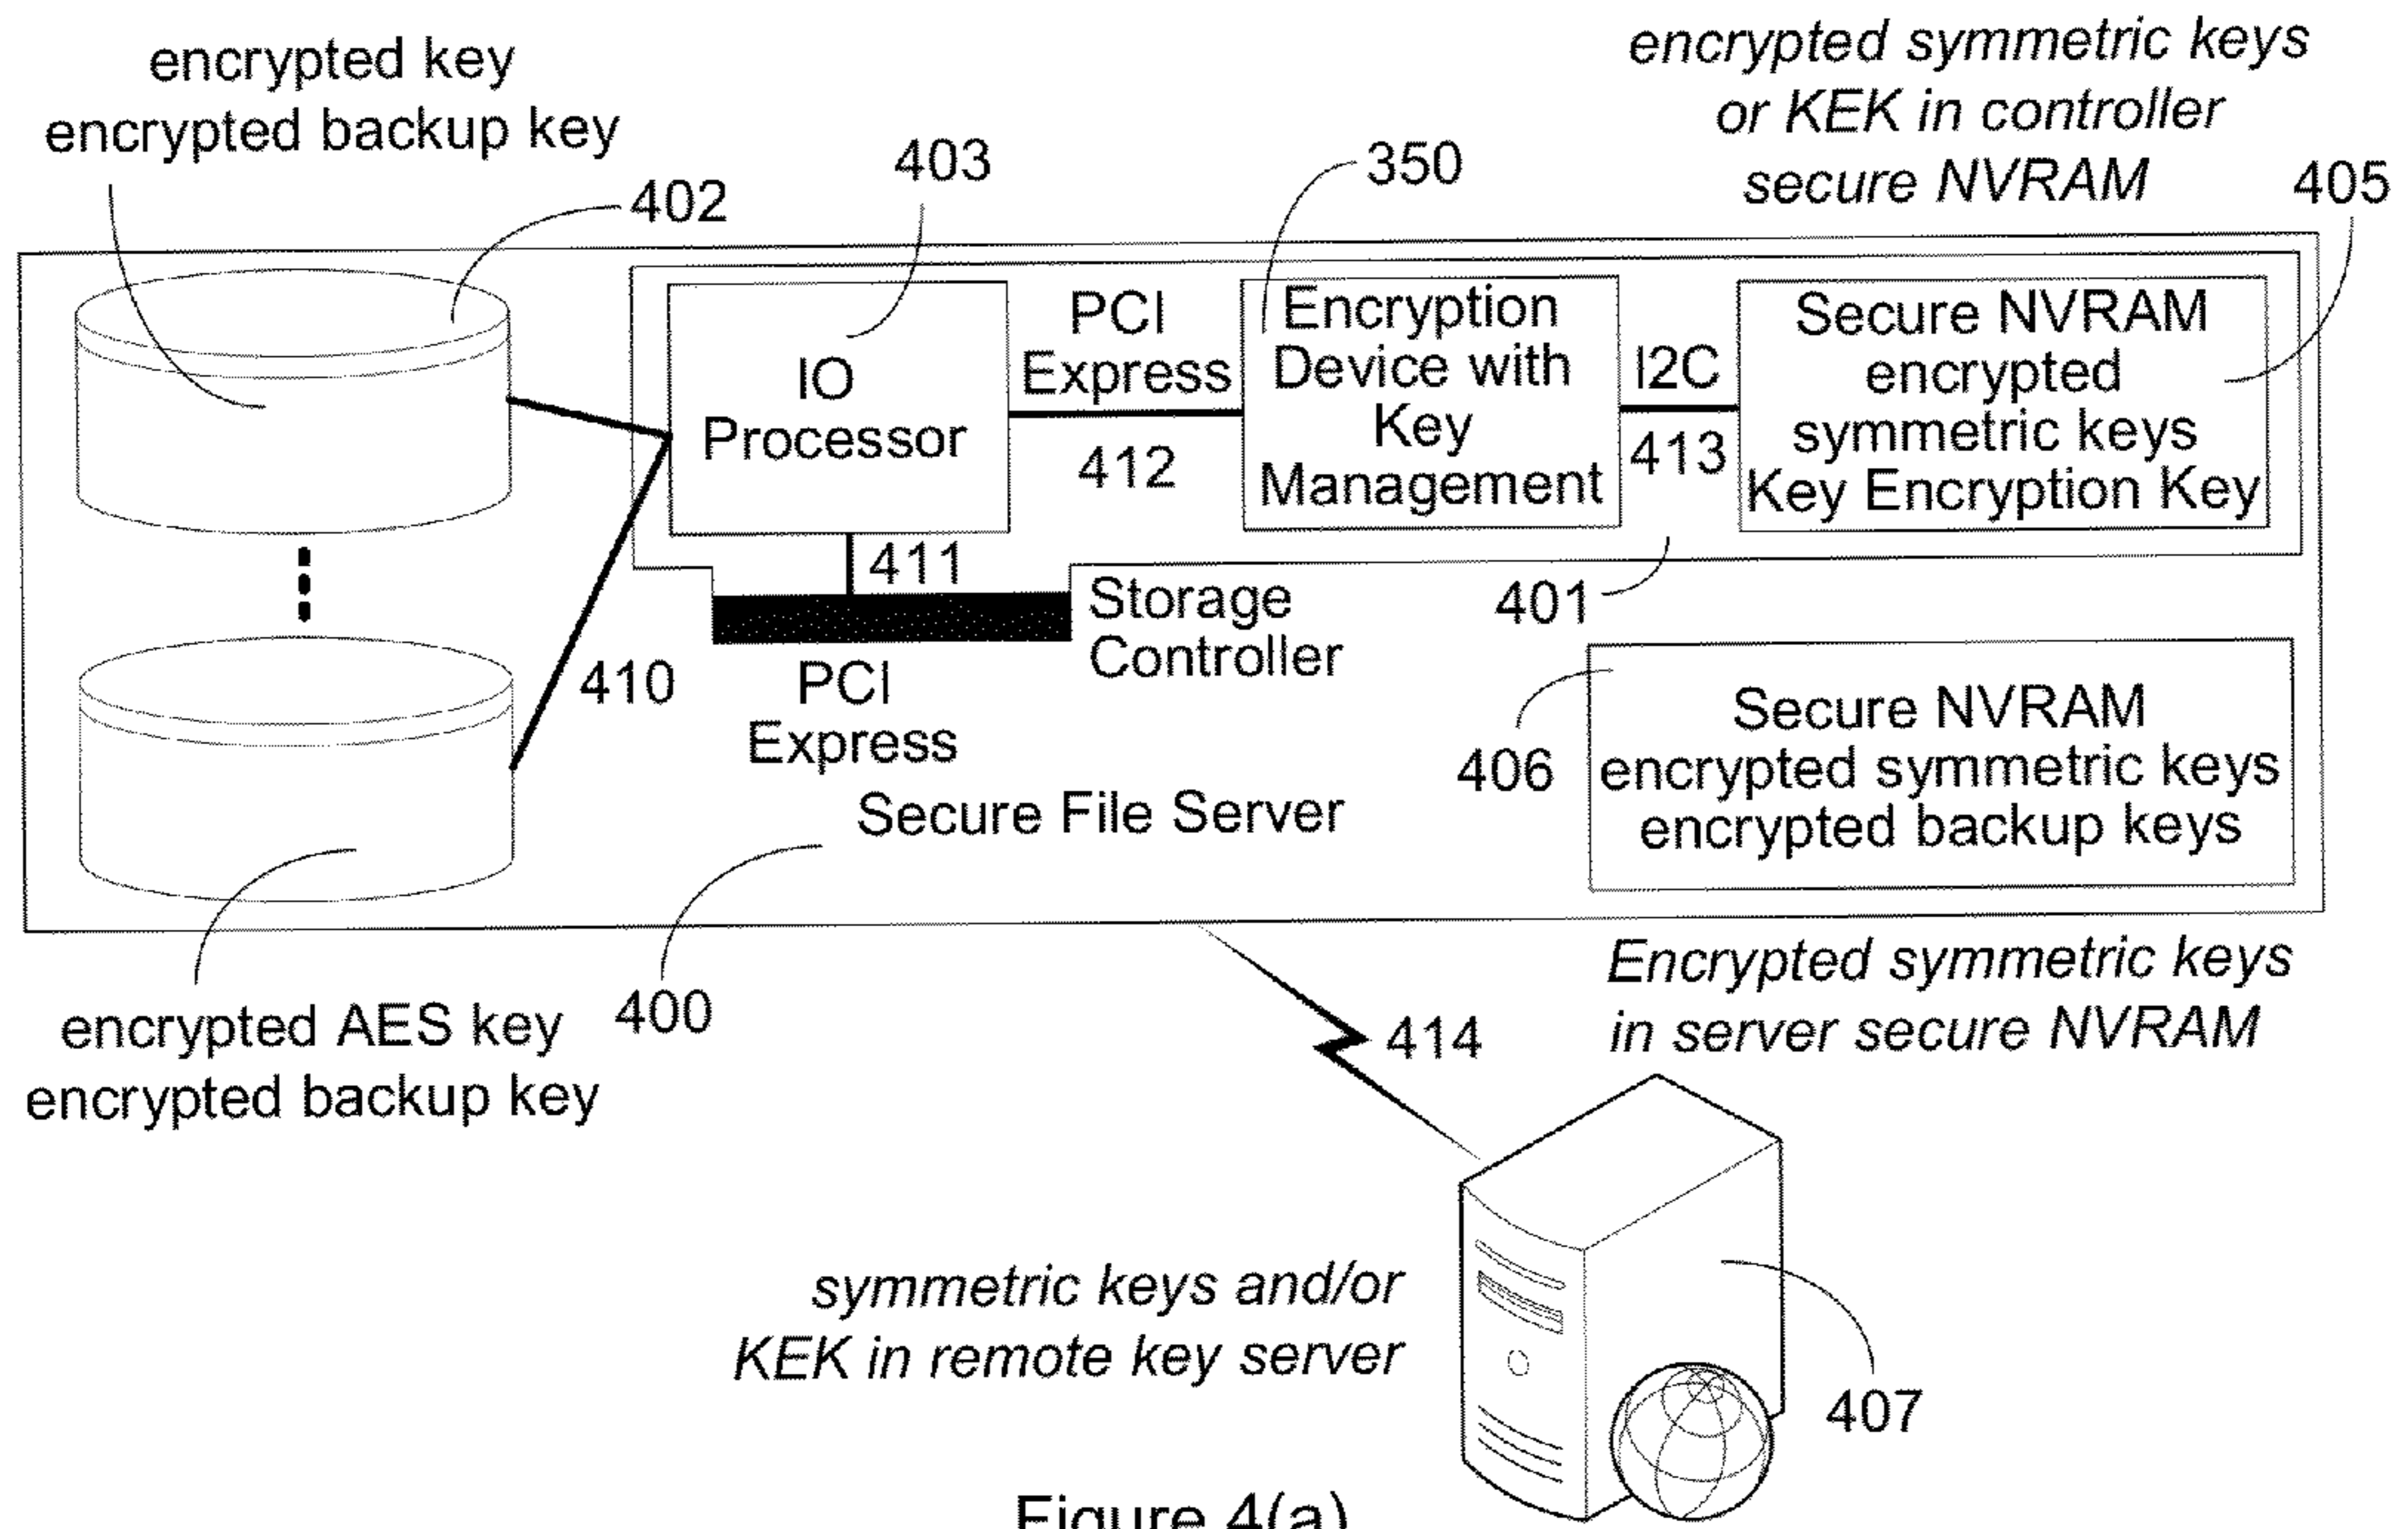 encrypted key
encrypted backup key
402
403
350
encrypted symmetric keys
or KEK in controller
secure NVRAM
405
IO
Processor
PCI
Express
412
Encryption
Device with
Key
Management
I2C
413
Secure NVRAM
encrypted
symmetric keys
Key Encryption Key
411
Storage
Controller
401
410
PCI
Express
Secure File Server
406
Secure NVRAM
encrypted symmetric keys
encrypted backup keys
encrypted AES key
encrypted backup key
400
414
Encrypted symmetric keys
in server secure NVRAM
symmetric keys and/or
KEK in remote key server
407
Figure 4(a)